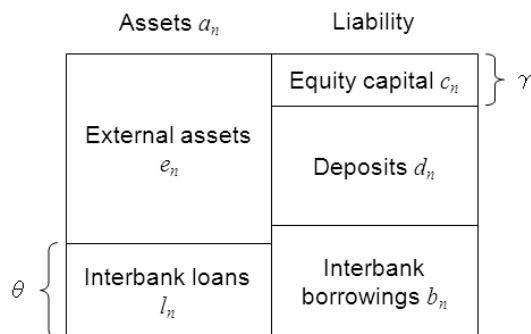 Assets aₙ
Liability
External assets
eₙ
Interbank loans
lₙ
Equity capital cₙ
Deposits dₙ
Interbank
borrowings bₙ
γ
θ